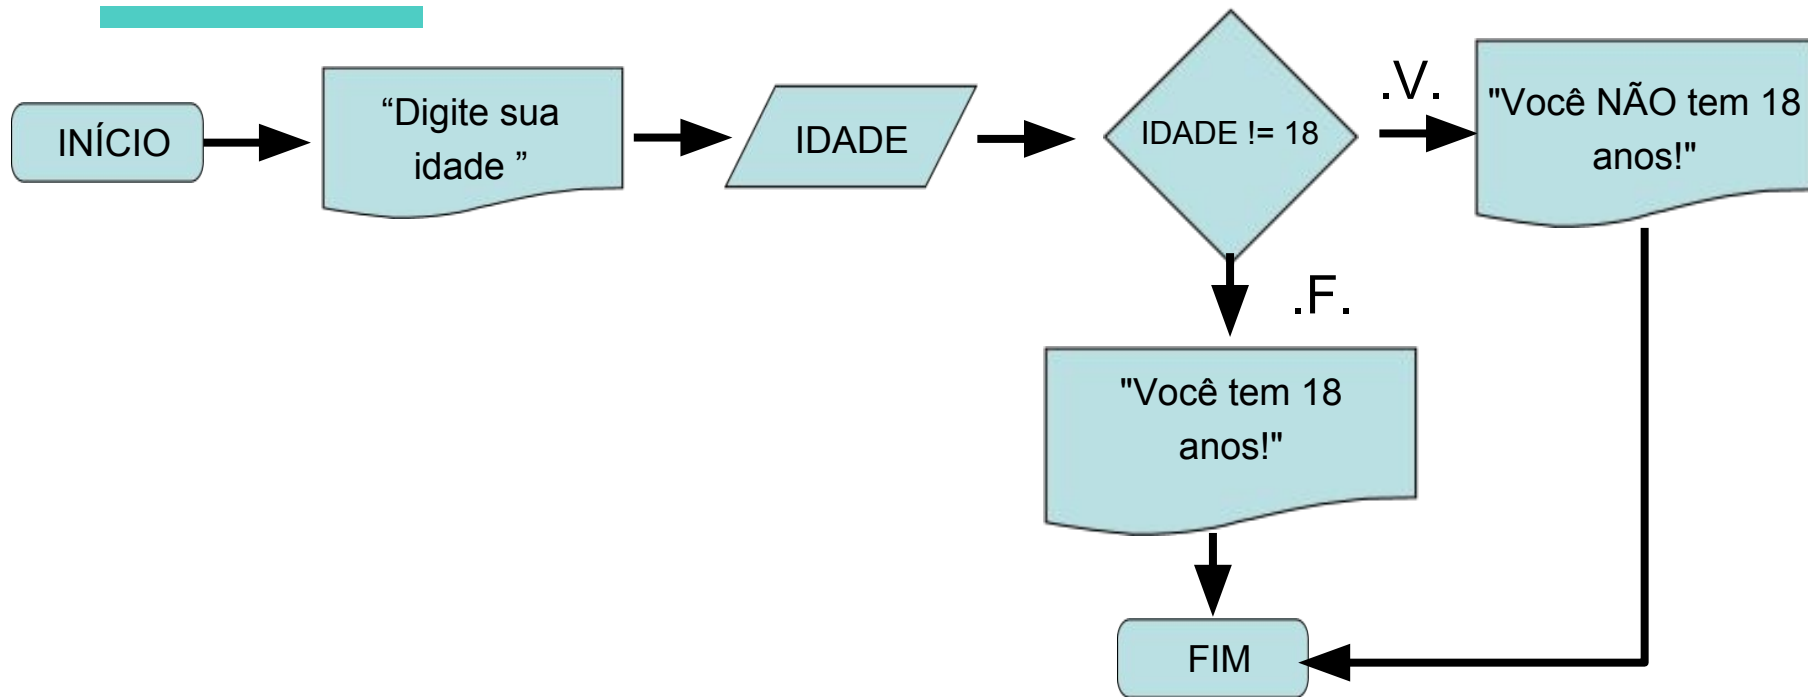 INÍCIO
“Digite sua
idade ”
IDADE
IDADE != 18
.V.
"Você NÃO tem 18
anos!"
.F.
"Você tem 18
anos!"
FIM